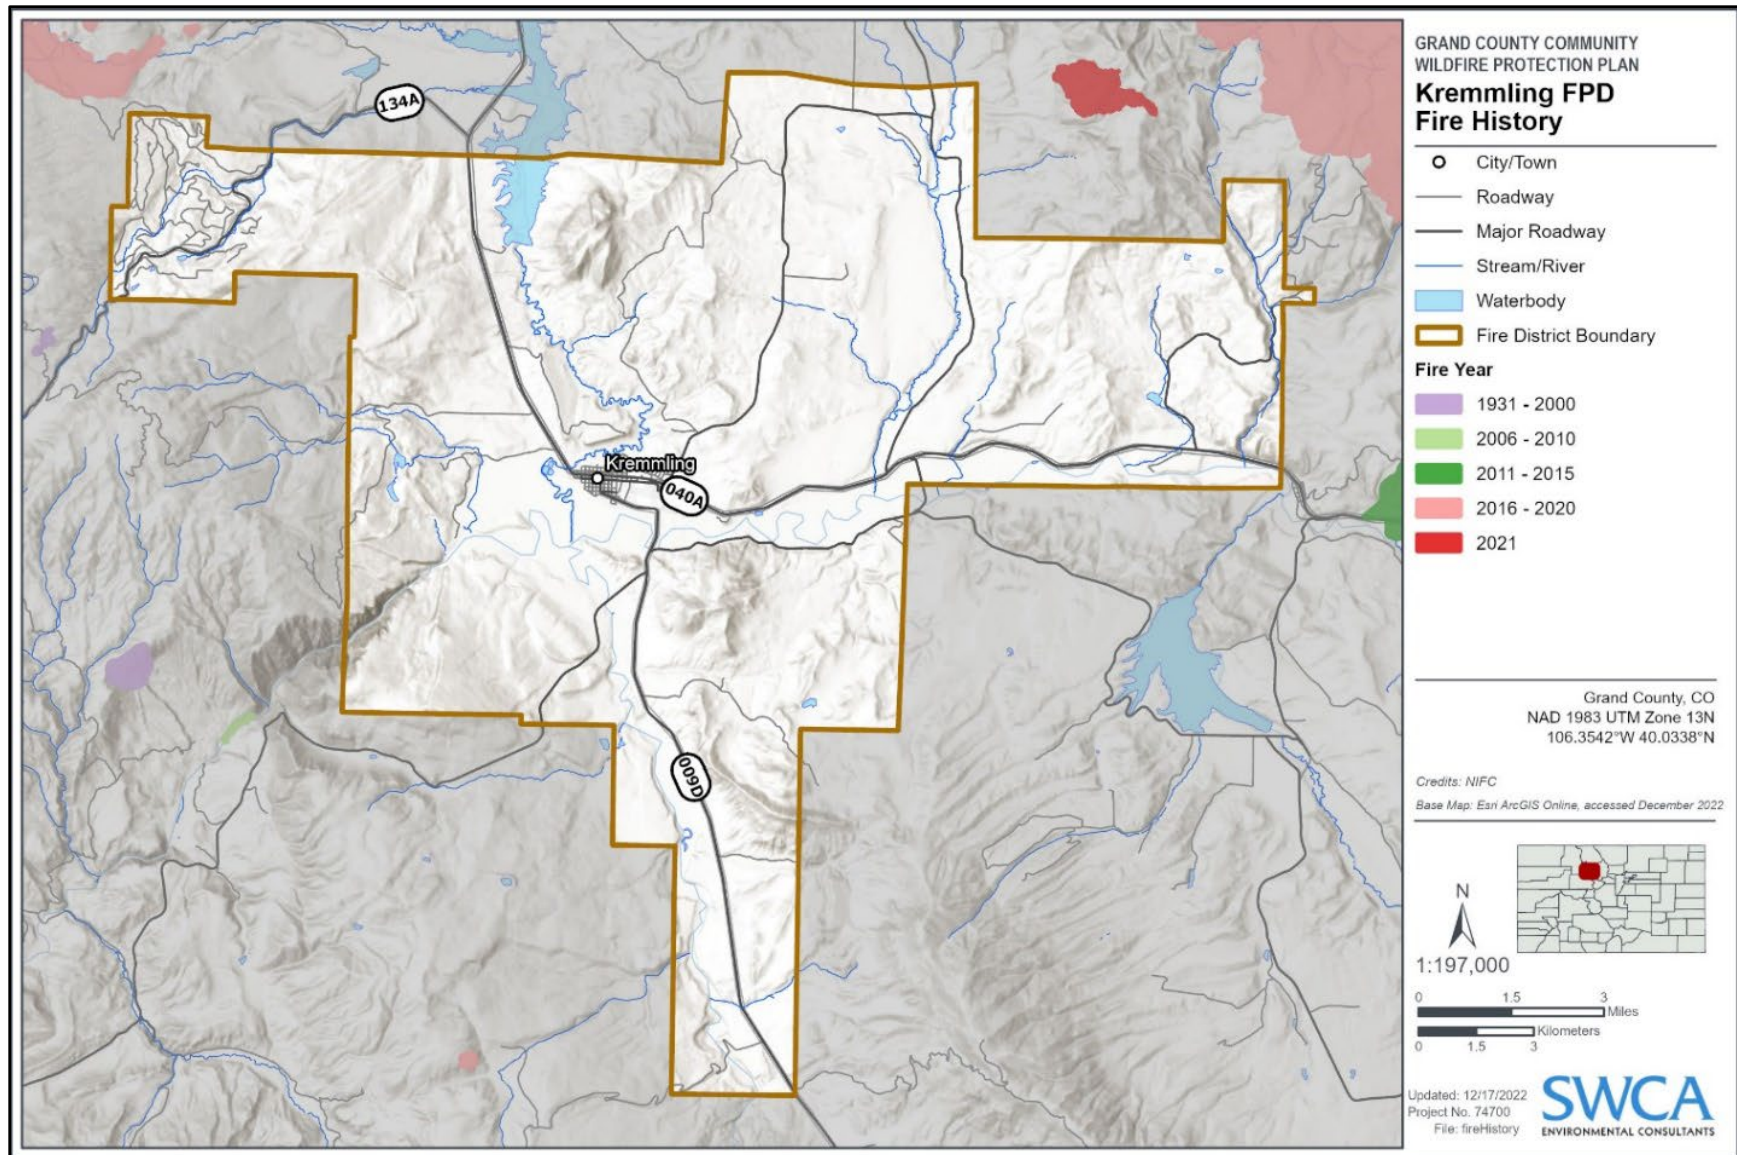 GRAND COUNTY COMMUNITY
WILDFIRE PROTECTION PLAN
Kremmling FPD
Fire History
City/Town
Roadway
Major Roadway
Stream/River
Waterbody
Fire District Boundary
Fire Year
1931 - 2000
2006 - 2010
2011 - 2015
2016 - 2020
2021
134A
Kremmling
040A
009D
Grand County, CO
NAD 1983 UTM Zone 13N
106.3542°W 40.0338°N
Credits: NIFC
Base Map: Esri ArcGIS Online, accessed December 2022
N
1:197,000
0 1.5 3
Miles
Kilometers
0 1.5 3
Updated: 12/17/2022
Project No. 74700
File: fireHistory
SWCA
ENVIRONMENTAL CONSULTANTS